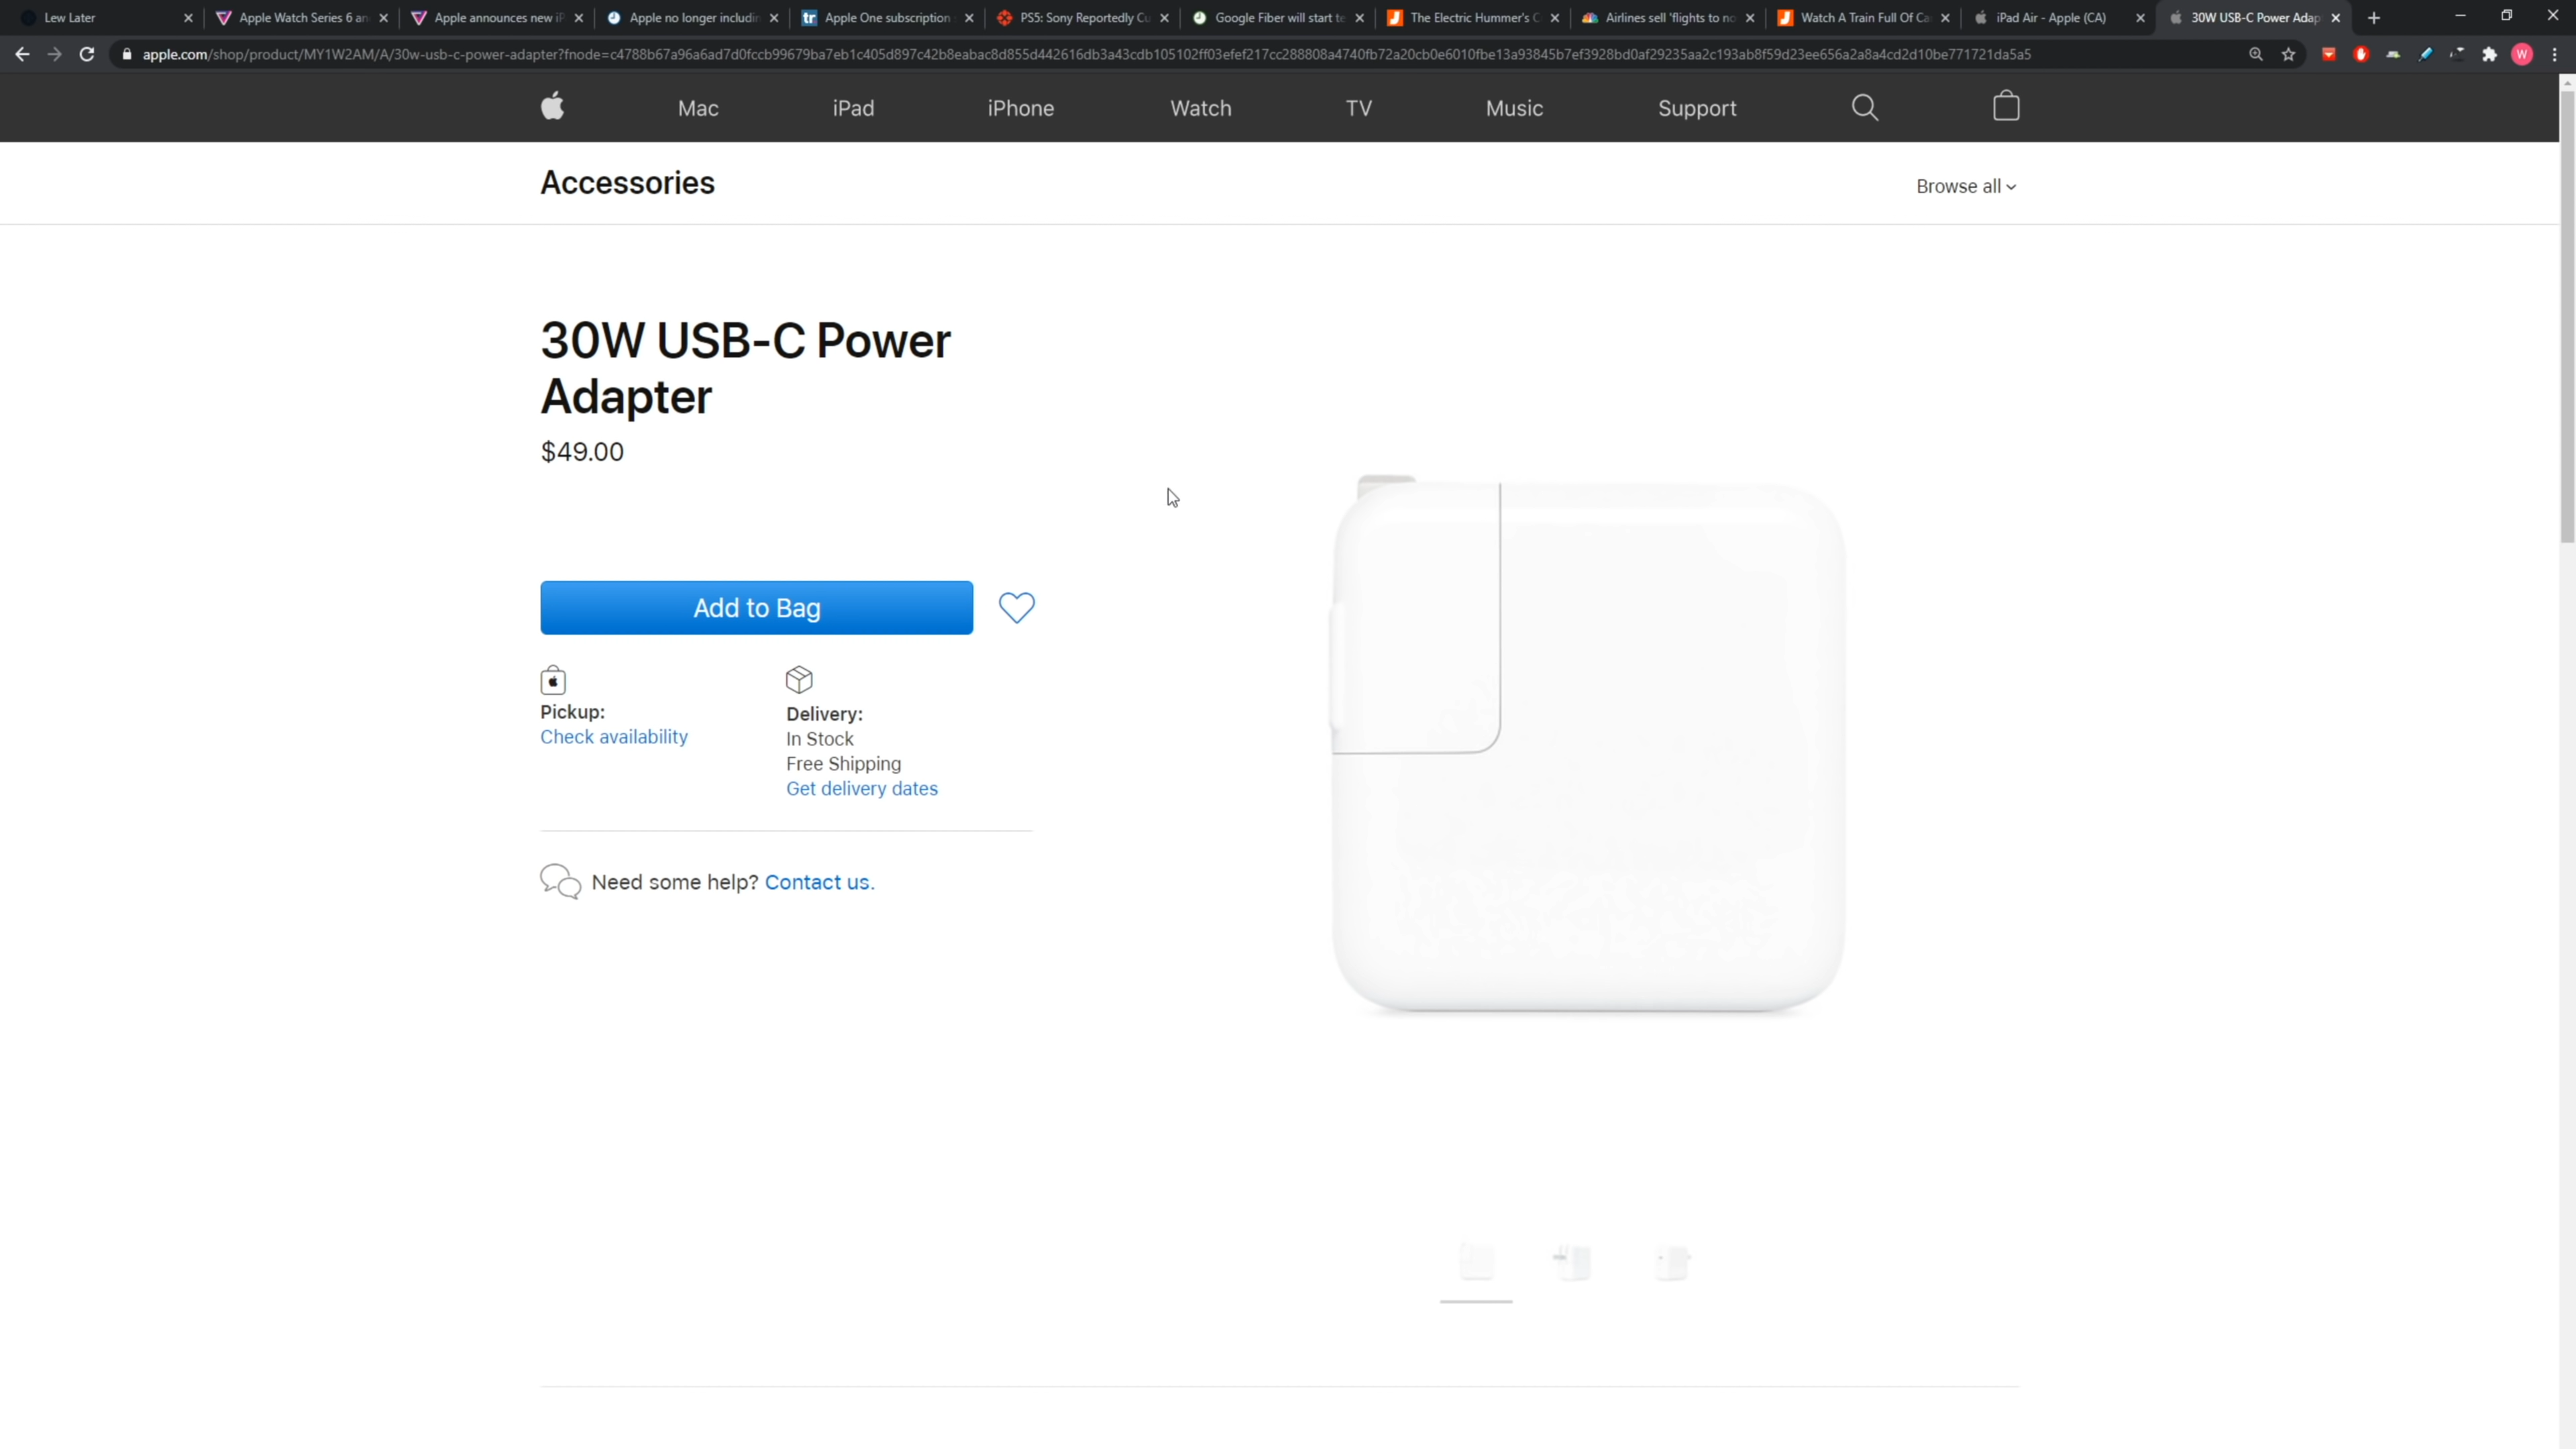 Lew Later
Apple Watch Series 6 an
Apple announces new iP
Apple no longer includin
tr Apple One subscription
PS5: Sony Reportedly Cu
Google Fiber will start te
The Electric Hummer's C
Airlines sell 'flights to no
Watch A Train Full Of Ca
iPad Air - Apple (CA)
30W USB-C Power Adap
apple.com/shop/product/MY1W2AM/A/30w-usb-c-power-adapter?fnode=c4788b67a96a6ad7d0fccb99679ba7eb1c405d897c42b8eabac8d855d442616db3a43cdb105102ff03efef217cc288808a4740fb72a20cb0e6010fbe13a93845b7ef3928bd0af29235aa2c193ab8f59d23ee656a2a8a4cd2d10be771721da5a5
W
Mac
iPad
iPhone
Watch
TV
Music
Support
Accessories
Browse all
30W USB-C Power
Adapter
$49.00
Add to Bag
Pickup:
Check availability
Delivery:
In Stock
Free Shipping
Get delivery dates
Need some help? Contact us.